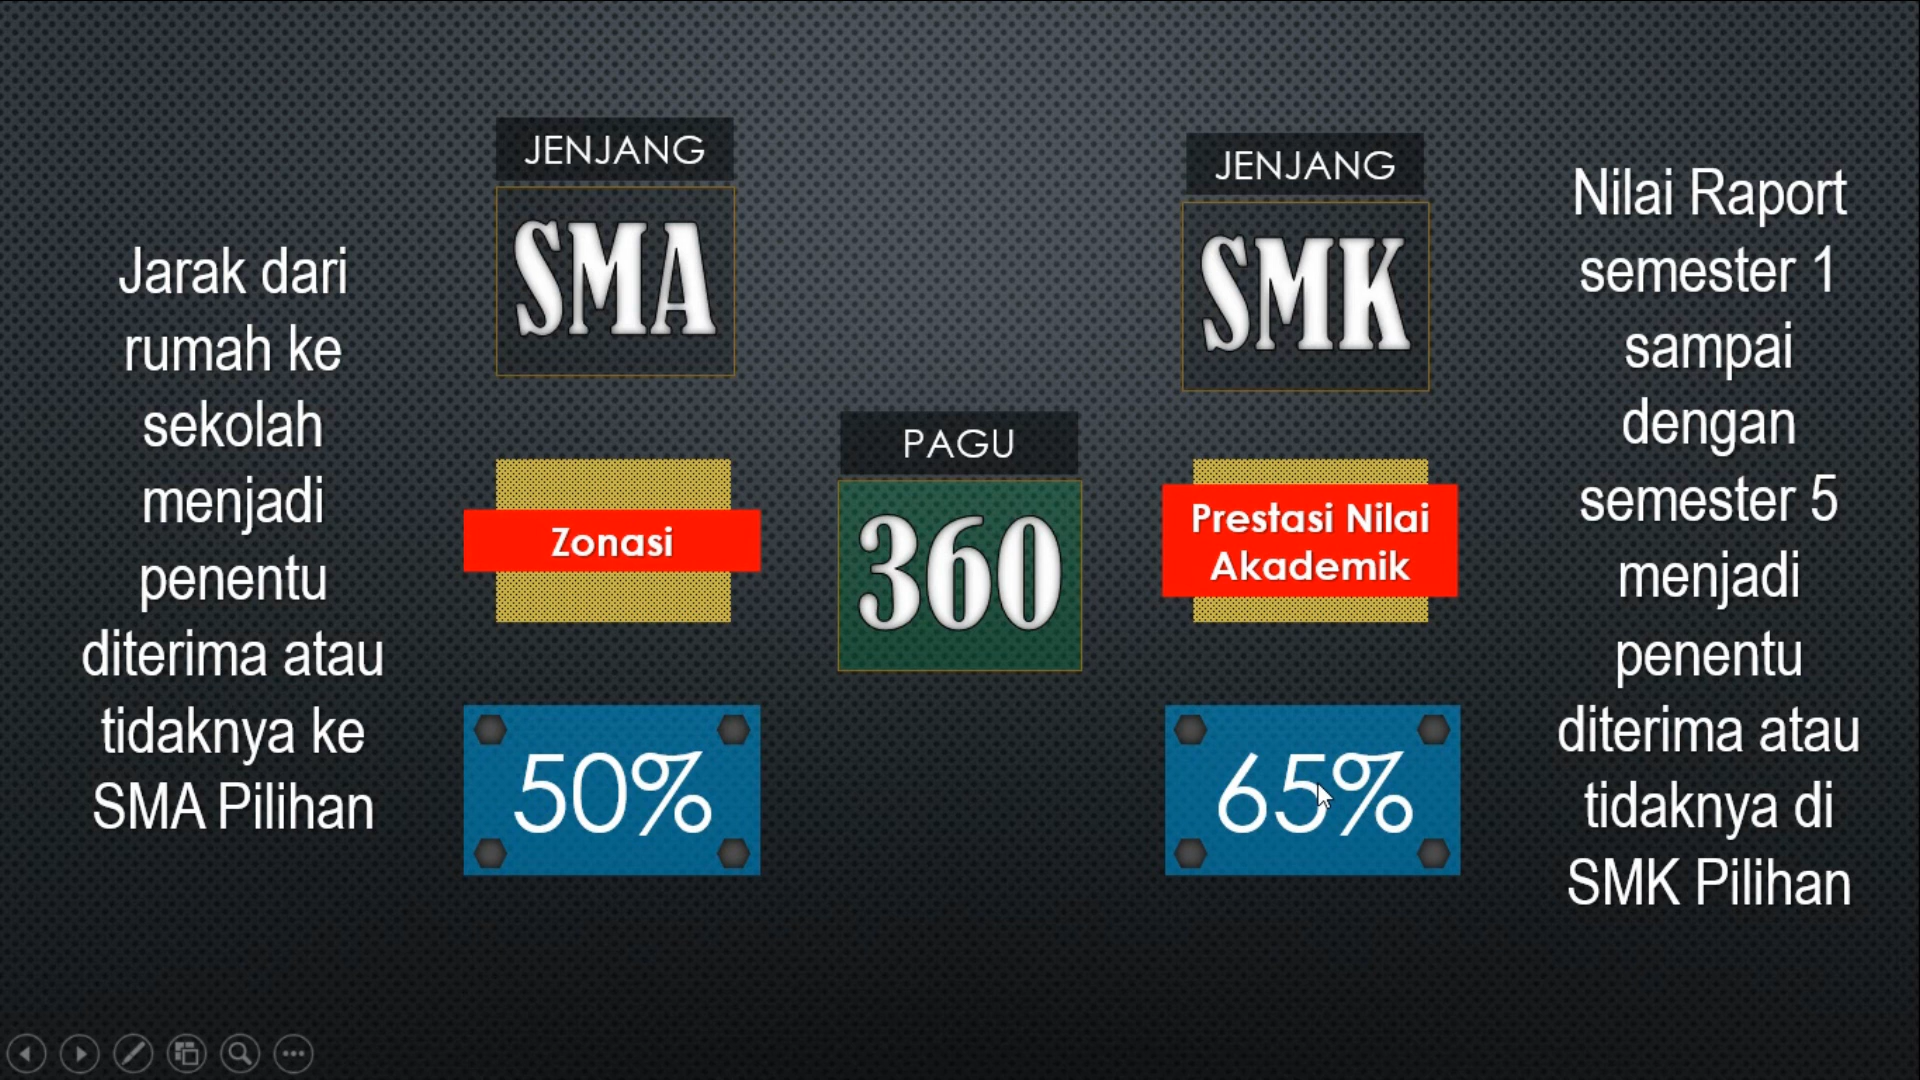 Jarak dari
rumah ke
sekolah
menjadi
penentu
diterima atau
tidaknya ke
SMA Pilihan
JENJANG
SMA
Zonasi
50%
PAGU
360
JENJANG
SMK
Prestasi Nilai
Akademik
65%
Nilai Raport
semester 1
sampai
dengan
semester 5
menjadi
penentu
diterima atau
tidaknya di
SMK Pilihan